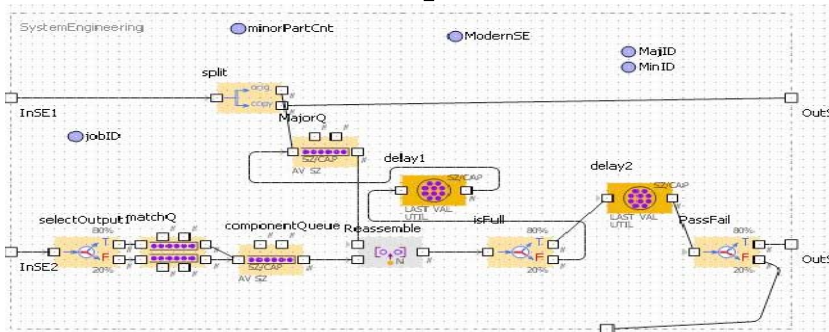 SystemEngineering
minorPartCnt
ModernSE
MajID
MinID
split
orig.
copy
InSE1
OutS
MajorQ
jobID
SZ/CAP
AV SZ
delay1
SZ/CAP
LAST VAL
UTIL
delay2
SZ/CAP
LAST VAL
UTIL
selectOutput1
80%
T
F
20%
matchQ
componentQueue
SZ/CAP
AV SZ
Reassemble
N
isFull
80%
T
F
20%
PassFail
80%
T
F
20%
InSE2
OutS